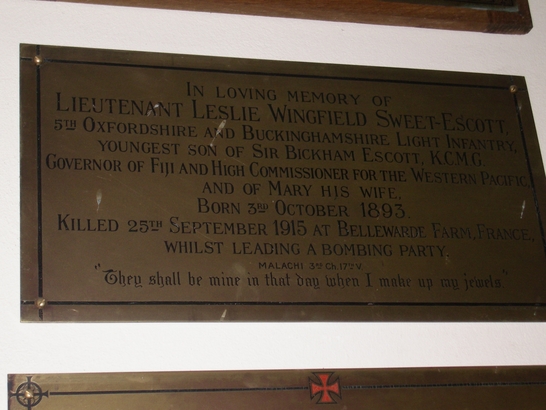 IN LOVING MEMORY OF
LIEUTENANT LESLIE WINGFIELD SWEET-ESCOTT,
5TH OXFORDSHIRE AND BUCKINGHAMSHIRE LIGHT INFANTRY,
YOUNGEST SON OF SIR BICKHAM ESCOTT, K.C.M.G.
GOVERNOR OF FIJI AND HIGH COMMISSIONER FOR THE WESTERN PACIFIC,
AND OF MARY HIS WIFE,
BORN 3RD OCTOBER 1893.
KILLED 25TH SEPTEMBER 1915 AT BELLEWARDE FARM, FRANCE,
WHILST LEADING A BOMBING PARTY.
MALACHI 3RD CH. 17TH V.
"They shall be mine in that day when I make up my jewels."